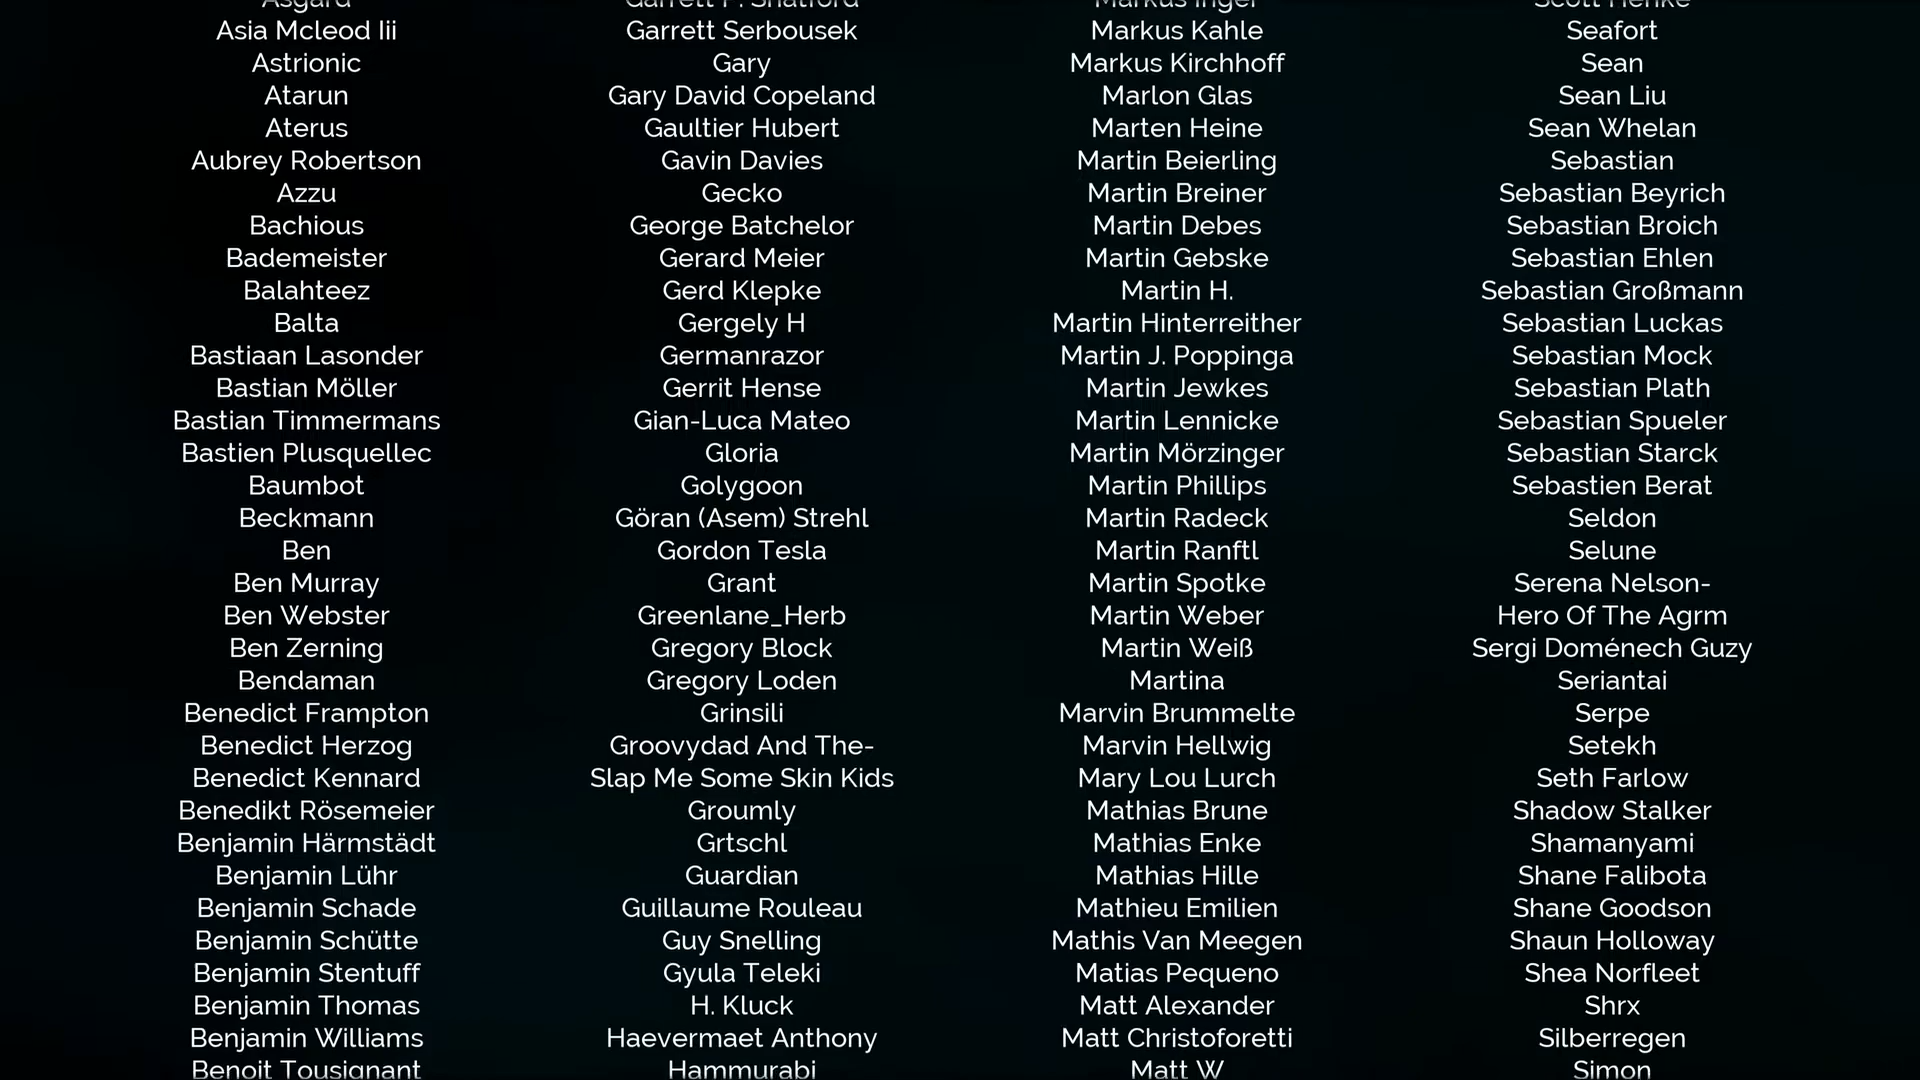 Asgard
Asia Mcleod Iii
Astrionic
Atarun
Aterus
Aubrey Robertson
Azzu
Bachious
Bademeister
Balahteez
Balta
Bastiaan Lasonder
Bastian Möller
Bastian Timmermans
Bastien Plusquellec
Baumbot
Beckmann
Ben
Ben Murray
Ben Webster
Ben Zerning
Bendaman
Benedict Frampton
Benedict Herzog
Benedict Kennard
Benedikt Rösemeier
Benjamin Härmstädt
Benjamin Lühr
Benjamin Schade
Benjamin Schütte
Benjamin Stentuff
Benjamin Thomas
Benjamin Williams
Benoit Tousignant
Garrett P. Shatford
Garrett Serbousek
Gary
Gary David Copeland
Gaultier Hubert
Gavin Davies
Gecko
George Batchelor
Gerard Meier
Gerd Klepke
Gergely H
Germanrazor
Gerrit Hense
Gian-Luca Mateo
Gloria
Golygoon
Göran (Asem) Strehl
Gordon Tesla
Grant
Greenlane_Herb
Gregory Block
Gregory Loden
Grinsili
Groovydad And The-
Slap Me Some Skin Kids
Groumly
Grtschl
Guardian
Guillaume Rouleau
Guy Snelling
Gyula Teleki
H. Kluck
Haevermaet Anthony
Hammurabi
Markus Inger
Markus Kahle
Markus Kirchhoff
Marlon Glas
Marten Heine
Martin Beierling
Martin Breiner
Martin Debes
Martin Gebske
Martin H.
Martin Hinterreither
Martin J. Poppinga
Martin Jewkes
Martin Lennicke
Martin Mörzinger
Martin Phillips
Martin Radeck
Martin Ranftl
Martin Spotke
Martin Weber
Martin Weiß
Martina
Marvin Brummelte
Marvin Hellwig
Mary Lou Lurch
Mathias Brune
Mathias Enke
Mathias Hille
Mathieu Emilien
Mathis Van Meegen
Matias Pequeno
Matt Alexander
Matt Christoforetti
Matt W
Scott Henke
Seafort
Sean
Sean Liu
Sean Whelan
Sebastian
Sebastian Beyrich
Sebastian Broich
Sebastian Ehlen
Sebastian Großmann
Sebastian Luckas
Sebastian Mock
Sebastian Plath
Sebastian Spueler
Sebastian Starck
Sebastien Berat
Seldon
Selune
Serena Nelson-
Hero Of The Agrm
Sergi Doménech Guzy
Seriantai
Serpe
Setekh
Seth Farlow
Shadow Stalker
Shamanyami
Shane Falibota
Shane Goodson
Shaun Holloway
Shea Norfleet
Shrx
Silberregen
Simon